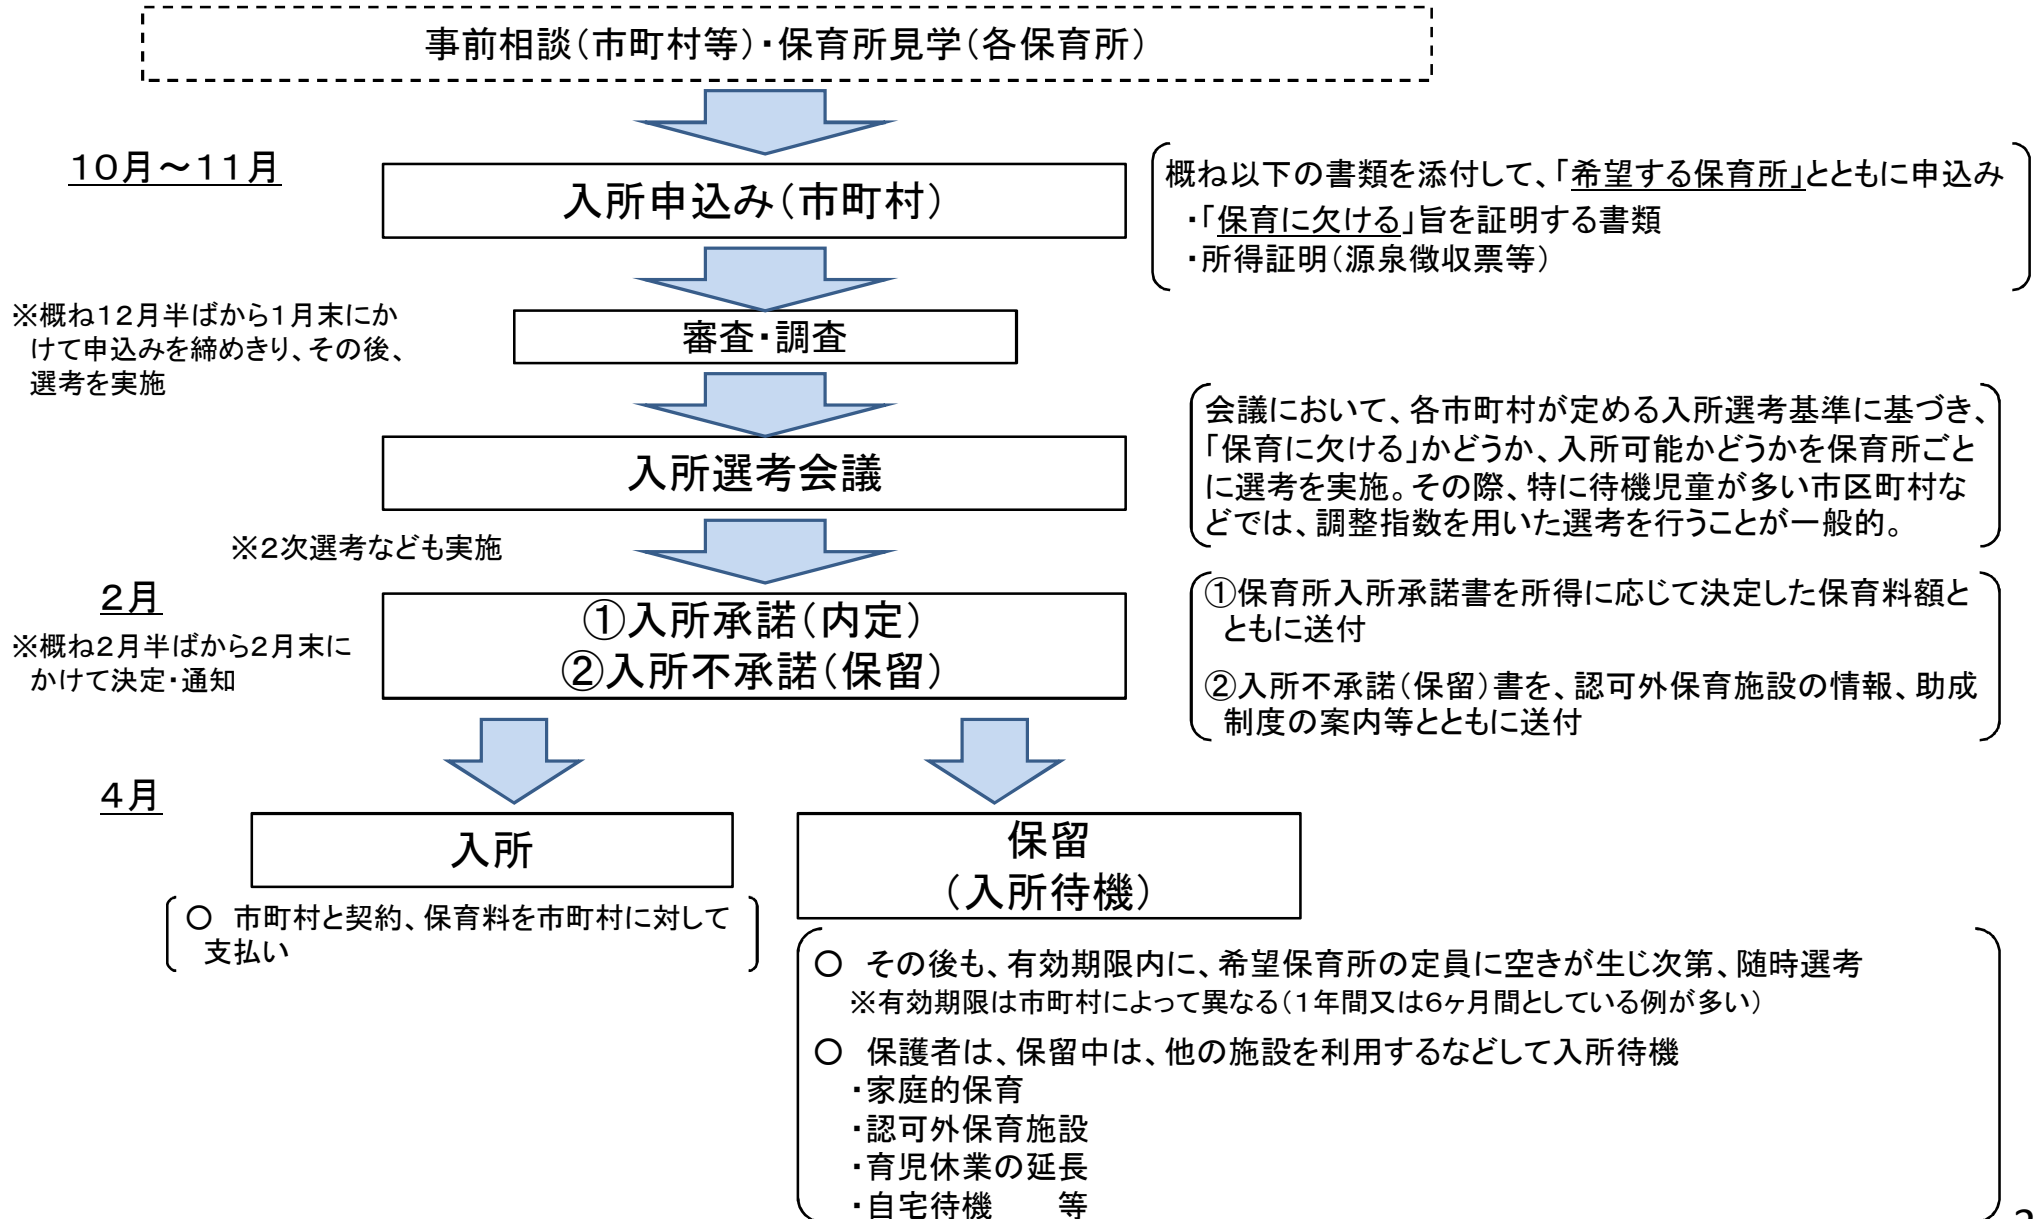 事前相談(市町村等)・保育所見学(各保育所)
10月～11月
入所申込み(市町村)
概ね以下の書類を添付して、「希望する保育所」とともに申込み
・「保育に欠ける」旨を証明する書類
・所得証明(源泉徴収票等)
※概ね12月半ばから1月末にか
けて申込みを締めきり、その後、
選考を実施
審査・調査
入所選考会議
会議において、各市町村が定める入所選考基準に基づき、
「保育に欠ける」かどうか、入所可能かどうかを保育所ごと
に選考を実施。その際、特に待機児童が多い市区町村な
どでは、調整指数を用いた選考を行うことが一般的。
※2次選考なども実施
2月
※概ね2月半ばから2月末に
かけて決定・通知
①入所承諾(内定)
②入所不承諾(保留)
①保育所入所承諾書を所得に応じて決定した保育料額と
ともに送付
②入所不承諾(保留)書を、認可外保育施設の情報、助成
制度の案内等とともに送付
4月
入所
○ 市町村と契約、保育料を市町村に対して
支払い
保留
(入所待機)
○ その後も、有効期限内に、希望保育所の定員に空きが生じ次第、随時選考
※有効期限は市町村によって異なる(1年間又は6ヶ月間としている例が多い)
○ 保護者は、保留中は、他の施設を利用するなどして入所待機
・家庭的保育
・認可外保育施設
・育児休業の延長
・自宅待機 等